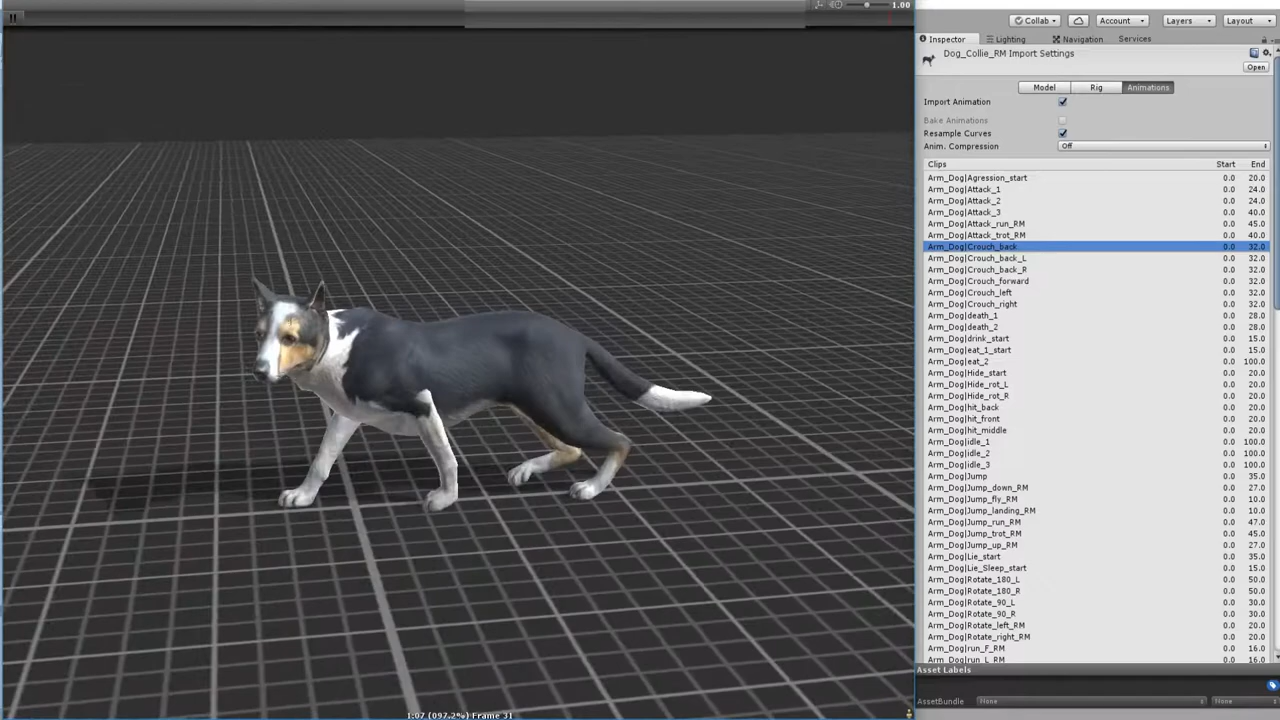 1.00
Collab
Account
Layers
Layout
Inspector
Lighting
Navigation
Services
Dog_Collie_RM Import Settings
Open
Model
Rig
Animations
Import Animation
Bake Animations
Resample Curves
Anim. Compression
Off
Clips Start End
Arm_Dog|Agression_start 0.0 20.0
Arm_Dog|Attack_1 0.0 24.0
Arm_Dog|Attack_2 0.0 24.0
Arm_Dog|Attack_3 0.0 40.0
Arm_Dog|Attack_run_RM 0.0 45.0
Arm_Dog|Attack_trot_RM 0.0 40.0
Arm_Dog|Crouch_back 0.0 32.0
Arm_Dog|Crouch_back_L 0.0 32.0
Arm_Dog|Crouch_back_R 0.0 32.0
Arm_Dog|Crouch_forward 0.0 32.0
Arm_Dog|Crouch_left 0.0 32.0
Arm_Dog|Crouch_right 0.0 32.0
Arm_Dog|death_1 0.0 28.0
Arm_Dog|death_2 0.0 28.0
Arm_Dog|drink_start 0.0 15.0
Arm_Dog|eat_1_start 0.0 15.0
Arm_Dog|eat_2 0.0 100.0
Arm_Dog|Hide_start 0.0 20.0
Arm_Dog|Hide_rot_L 0.0 20.0
Arm_Dog|Hide_rot_R 0.0 20.0
Arm_Dog|hit_back 0.0 20.0
Arm_Dog|hit_front 0.0 20.0
Arm_Dog|hit_middle 0.0 20.0
Arm_Dog|idle_1 0.0 100.0
Arm_Dog|idle_2 0.0 100.0
Arm_Dog|idle_3 0.0 100.0
Arm_Dog|Jump 0.0 35.0
Arm_Dog|Jump_down_RM 0.0 27.0
Arm_Dog|Jump_fly_RM 0.0 10.0
Arm_Dog|Jump_landing_RM 0.0 10.0
Arm_Dog|Jump_run_RM 0.0 47.0
Arm_Dog|Jump_trot_RM 0.0 45.0
Arm_Dog|Jump_up_RM 0.0 27.0
Arm_Dog|Lie_start 0.0 35.0
Arm_Dog|Lie_Sleep_start 0.0 15.0
Arm_Dog|Rotate_180_L 0.0 50.0
Arm_Dog|Rotate_180_R 0.0 50.0
Arm_Dog|Rotate_90_L 0.0 30.0
Arm_Dog|Rotate_90_R 0.0 30.0
Arm_Dog|Rotate_left_RM 0.0 20.0
Arm_Dog|Rotate_right_RM 0.0 20.0
Arm_Dog|run_F_RM 0.0 16.0
Arm_Dog|run_L_RM 0.0 16.0
Asset Labels
AssetBundle
None
None
1:07 (097.2%) Frame 31